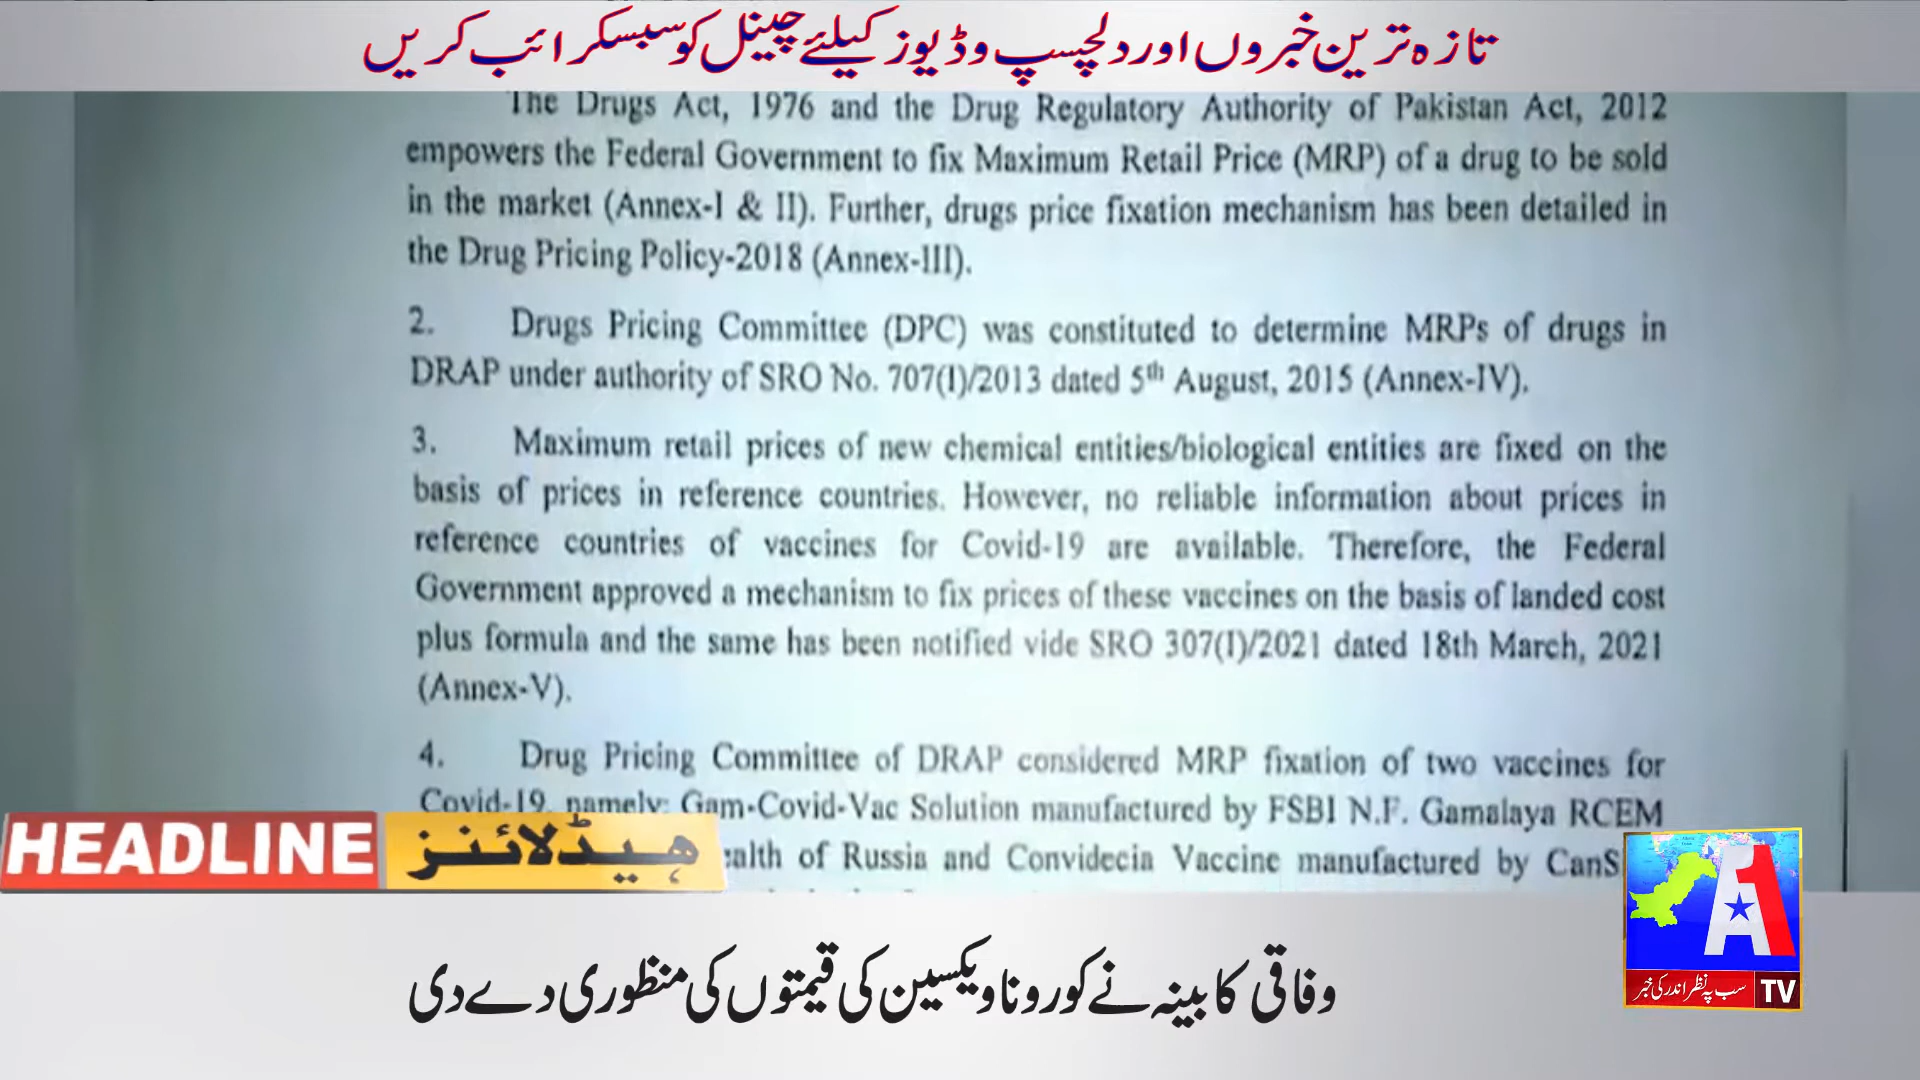 تازہ ترین خبروں اور دلچسپ وڈیوز کیلئے چینل کو سبسکرائب کریں
The Drugs Act, 1976 and the Drug Regulatory Authority of Pakistan Act, 2012
empowers the Federal Government to fix Maximum Retail Price (MRP) of a drug to be sold
in the market (Annex-I & II). Further, drugs price fixation mechanism has been detailed in
the Drug Pricing Policy-2018 (Annex-III).
2. Drugs Pricing Committee (DPC) was constituted to determine MRPs of drugs in
DRAP under authority of SRO No. 707(I)/2013 dated 5th August, 2015 (Annex-IV).
3. Maximum retail prices of new chemical entities/biological entities are fixed on the
basis of prices in reference countries. However, no reliable information about prices in
reference countries of vaccines for Covid-19 are available. Therefore, the Federal
Government approved a mechanism to fix prices of these vaccines on the basis of landed cost
plus formula and the same has been notified vide SRO 307(I)/2021 dated 18th March, 2021
(Annex-V).
4. Drug Pricing Committee of DRAP considered MRP fixation of two vaccines for
Covid-19, namely; Gam-Covid-Vac Solution manufactured by FSBI N.F. Gamalaya RCEM
of Russia and Convidecia Vaccine manufactured by
HEADLINE ہیڈلائنز
وفاقی کابینہ نے کورونا ویکسین کی قیمتوں کی منظوری دے دی
A1
سب پہ نظر اندر کی خبر TV